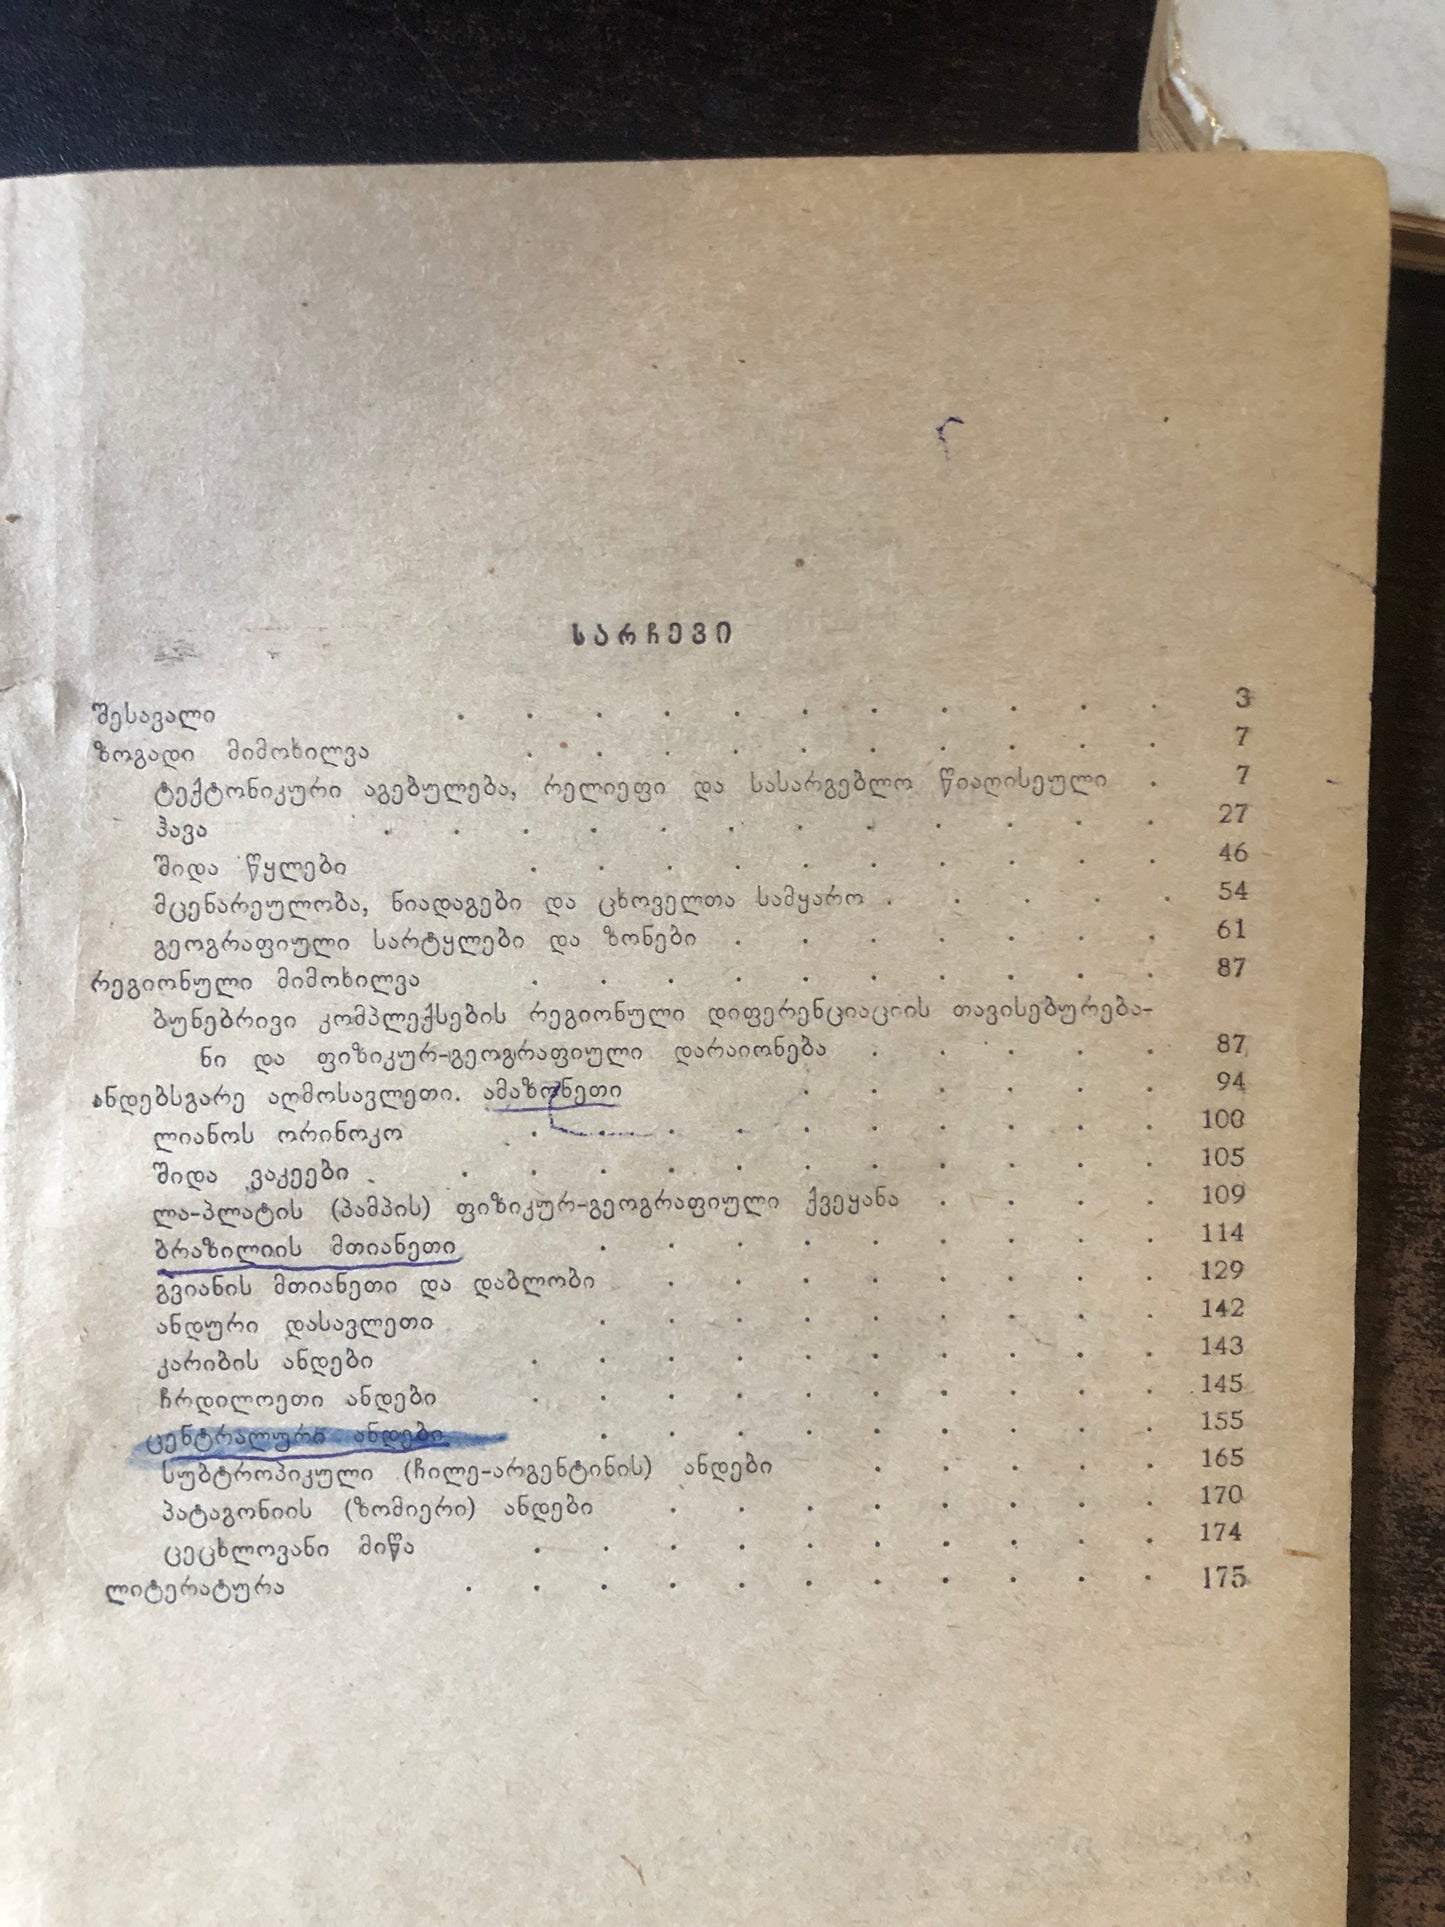 სარჩევი
შესავალი . . . . . . . . . . . 3
ზოგადი მიმოხილვა . . . . . . . . . . 7
ტექტონიკური აგებულება, რელიეფი და სასარგებლო წიაღისეული . 7
ჰავა . . . . . . . . . . . . 27
შიდა წყლები . . . . . . . . . . 46
მცენარეულობა, ნიადაგები და ცხოველთა სამყარო . . . . . 54
გეოგრაფიული სარტყლები და ზონები . . . . . . . 61
რეგიონული მიმოხილვა . . . . . . . . . . 87
ბუნებრივი კომპლექსების რეგიონული დიფერენციაციის თავისებურება-
ნი და ფიზიკურ-გეოგრაფიული დარაიონება . . . . . 87
ანდებსგარე აღმოსავლეთი. ამაზონეთი . . . . . . 94
ლიანოს ორინოკო . . . . . . . . . . 100
შიდა ვაკეები . . . . . . . . . . . . 105
ლა-პლატის (პამპის) ფიზიკურ-გეოგრაფიული ქვეყანა . . . . 109
ბრაზილიის მთიანეთი . . . . . . . . . 114
გვიანის მთიანეთი და დაბლობი . . . . . . . . 129
ანდური დასავლეთი . . . . . . . . . 142
კარიბის ანდები . . . . . . . . . . 143
ჩრდილოეთი ანდები . . . . . . . . . . 145
ცენტრალური ანდები . . . . . . . . . 155
სუბტროპიკული (ჩილე-არგენტინის) ანდები . . . . . 165
პატაგონიის (ზომიერი) ანდები . . . . . . . . 170
ცეცხლოვანი მიწა . . . . . . . . . . 174
ლიტერატურა . . . . . . . . . . . 175